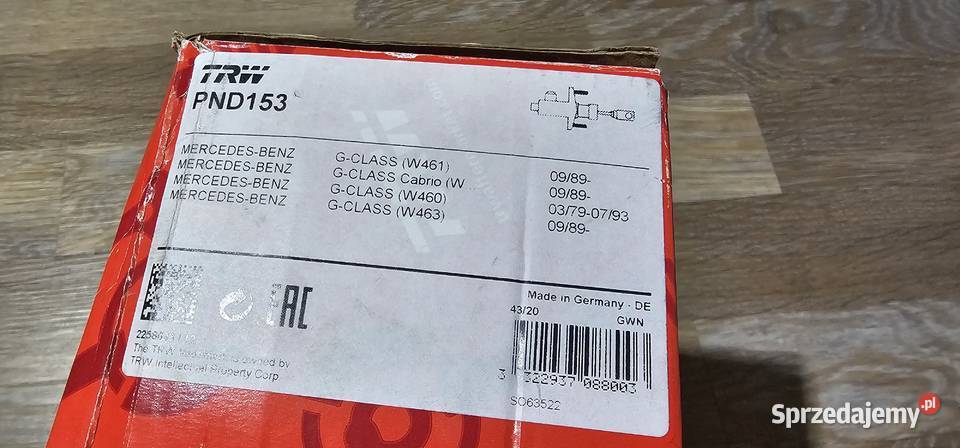 TRW
PND153
MERCEDES-BENZ G-CLASS (W461) 09/89-
MERCEDES-BENZ G-CLASS Cabrio (W 09/89-
MERCEDES-BENZ G-CLASS (W460) 03/79-07/93
MERCEDES-BENZ G-CLASS (W463) 09/89-
Made in Germany - DE
43/20 GWN
EAC
The TRW is owned by
TRW Intellectual Property Corp.
3 322937 088003
SO63522
Sprzedajemy.pl